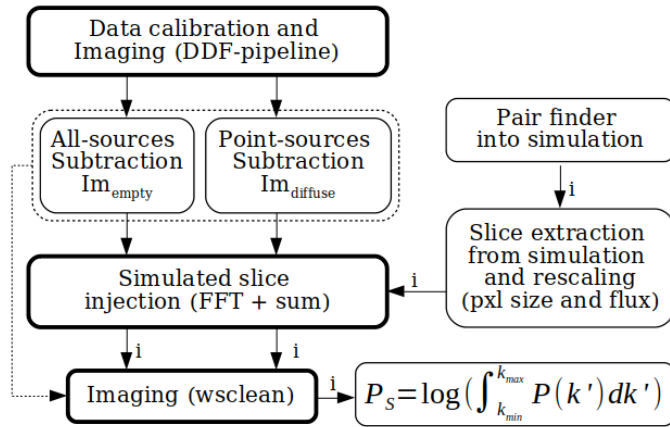 Data calibration and
Imaging (DDF-pipeline)
All-sources
Subtraction
Im_empty
Point-sources
Subtraction
Im_diffuse
Pair finder
into simulation
i
Slice extraction
from simulation
and rescaling
(pxl size and flux)
i
Simulated slice
injection (FFT + sum)
i
i
Imaging (wsclean)
i
P_S=log(∫_{k_min}^{k_max} P(k')dk')